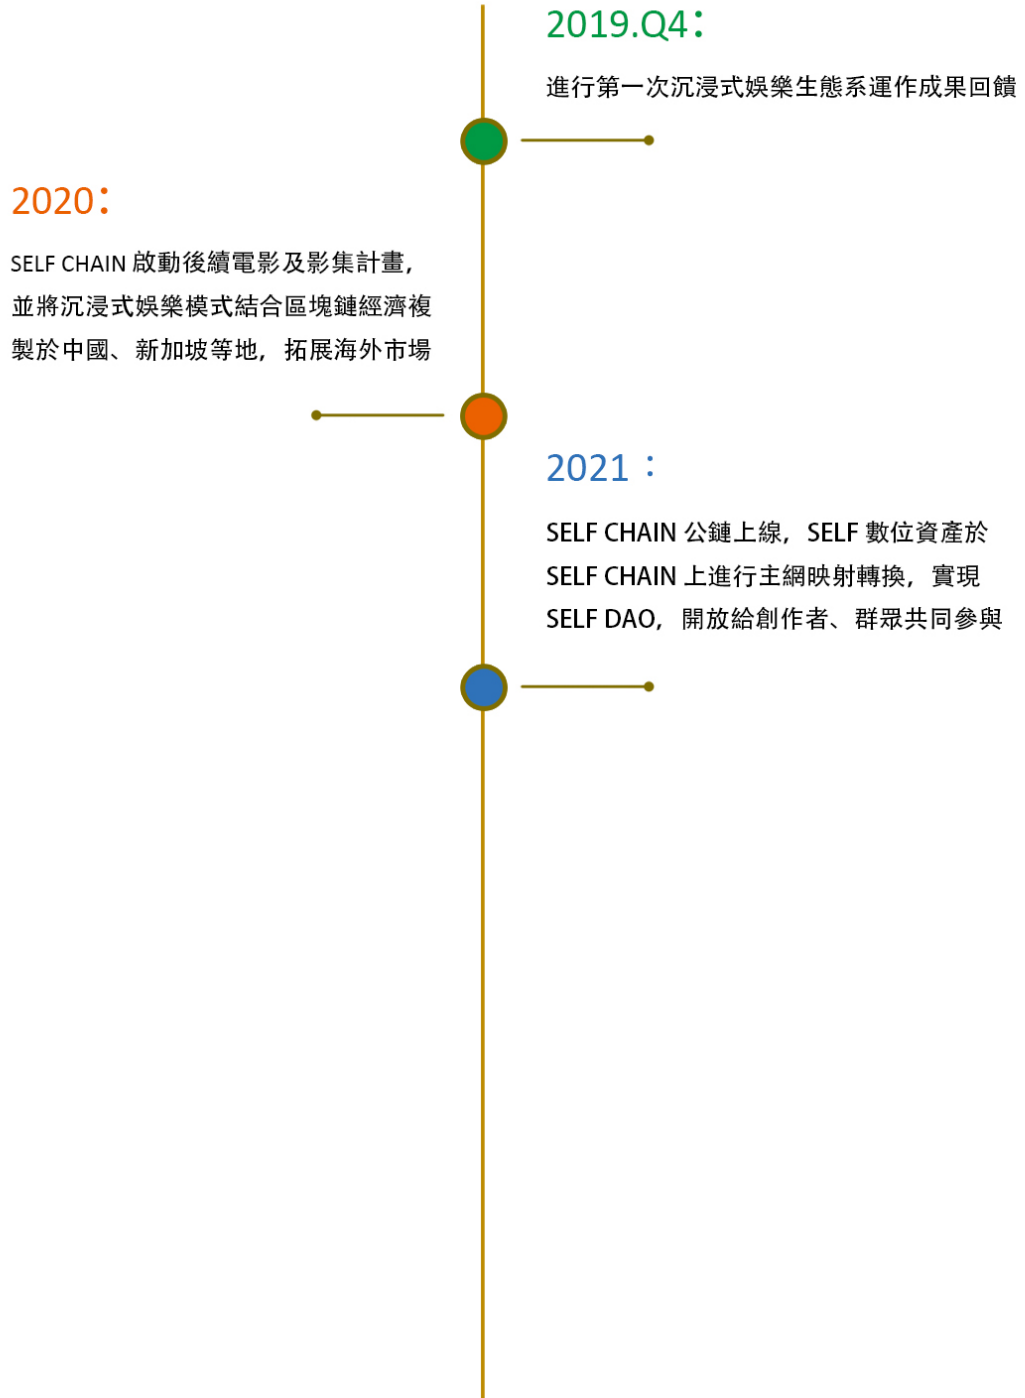 2019.Q4：
進行第一次沉浸式娛樂生態系運作成果回饋
2020：
SELF CHAIN 啟動後續電影及影集計畫，
並將沉浸式娛樂模式結合區塊鏈經濟複
製於中國、新加坡等地，拓展海外市場
2021：
SELF CHAIN 公鏈上線，SELF 數位資產於
SELF CHAIN 上進行主網映射轉換，實現
SELF DAO，開放給創作者、群眾共同參與